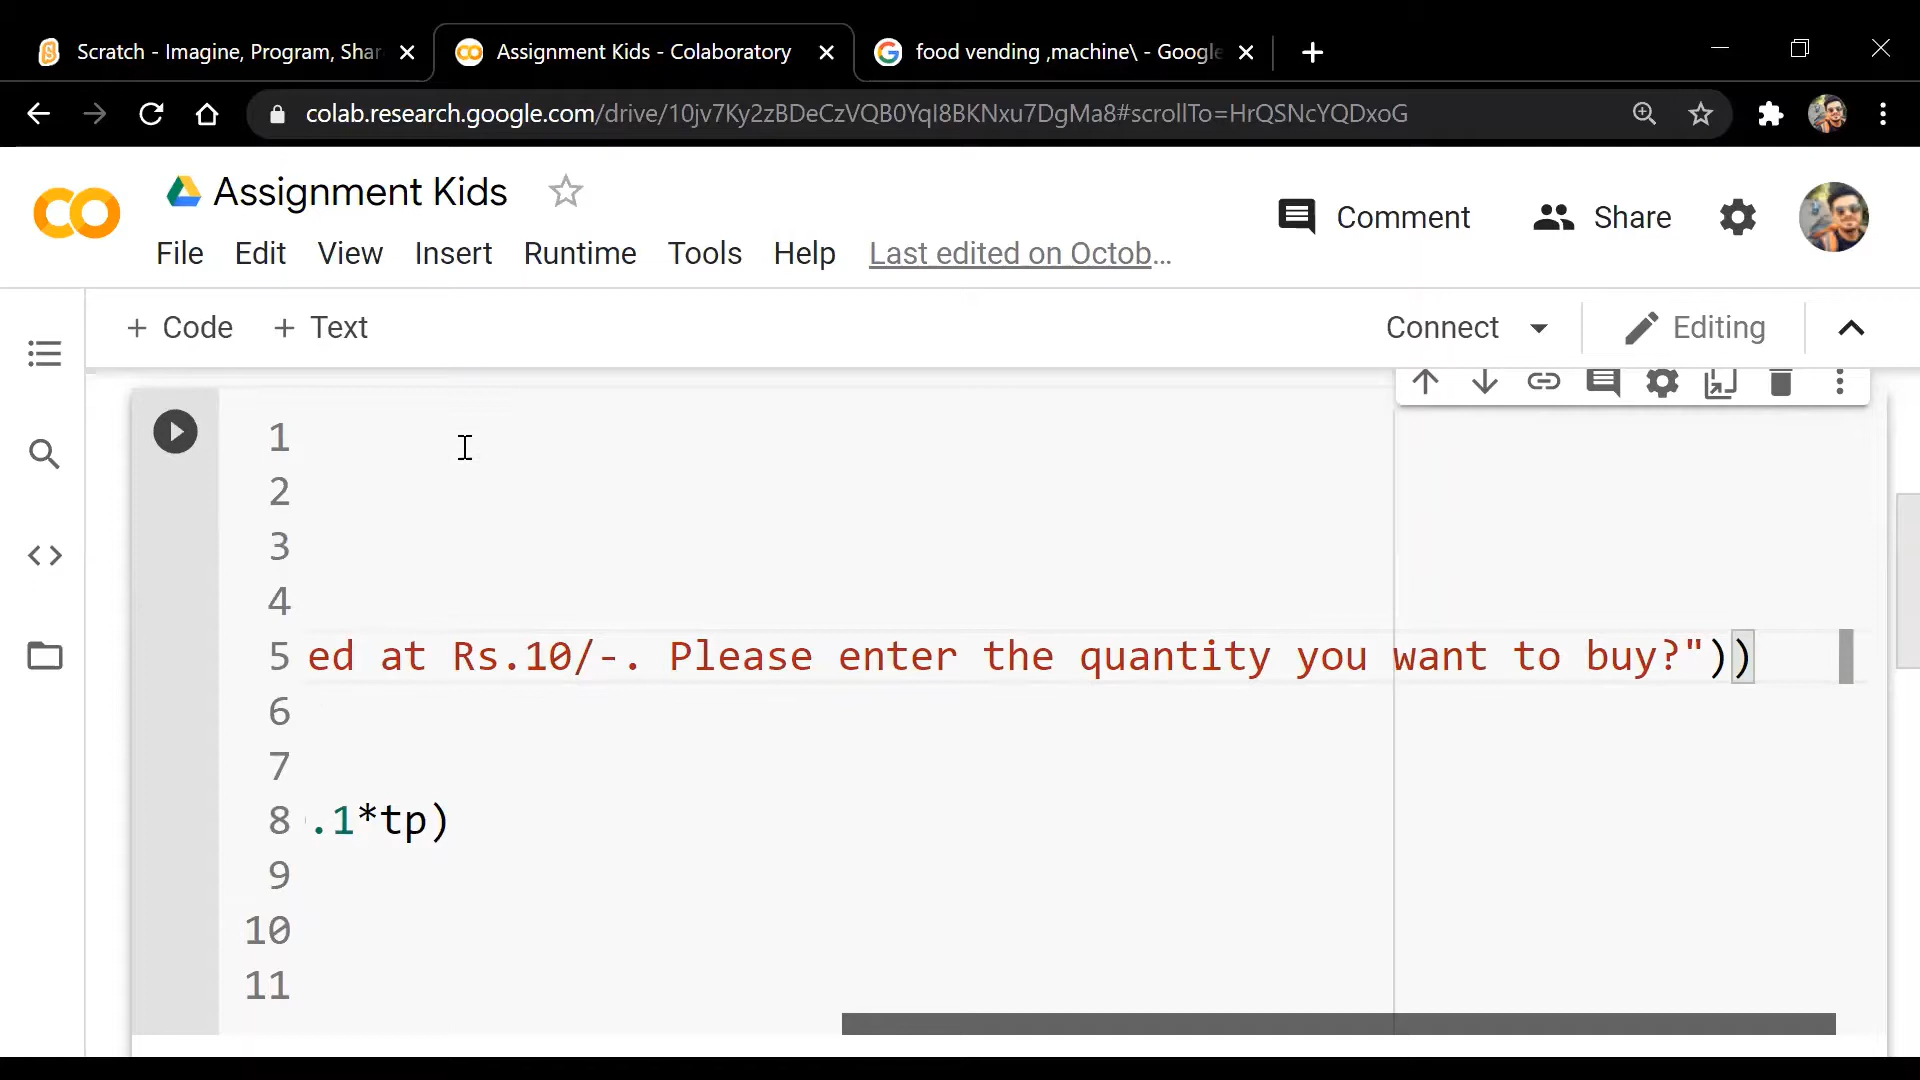 Scratch - Imagine, Program, Shar
Assignment Kids - Colaboratory
food vending ,machine\ - Google
colab.research.google.com/drive/10jv7Ky2zBDeCzVQB0YqI8BKNxu7DgMa8#scrollTo=HrQSNcYQDxoG
Assignment Kids
Comment
Share
File Edit View Insert Runtime Tools Help Last edited on Octob...
+ Code + Text
Connect
Editing
1
2
3
4
5 ed at Rs.10/-. Please enter the quantity you want to buy?"))
6
7
8 .1*tp)
9
10
11